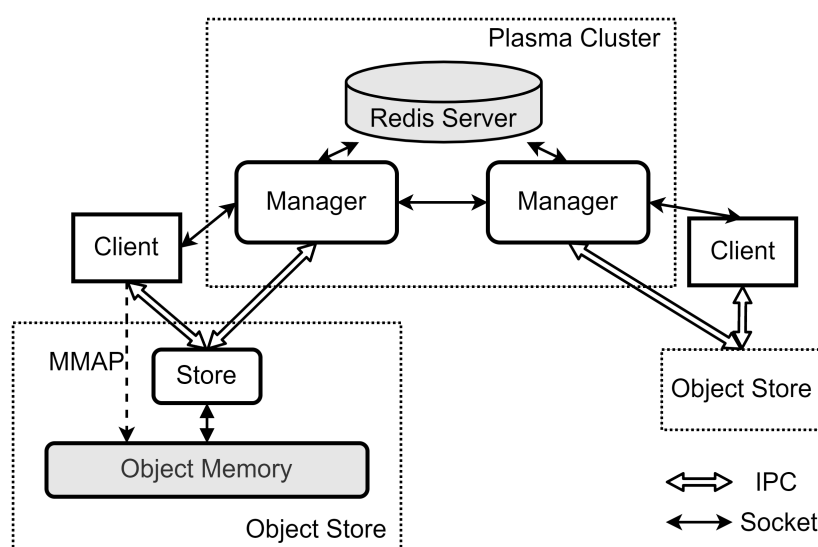 Plasma Cluster
Redis Server
Manager
Manager
Client
Client
MMAP
Store
Object Store
Object Memory
IPC
Object Store
Socket